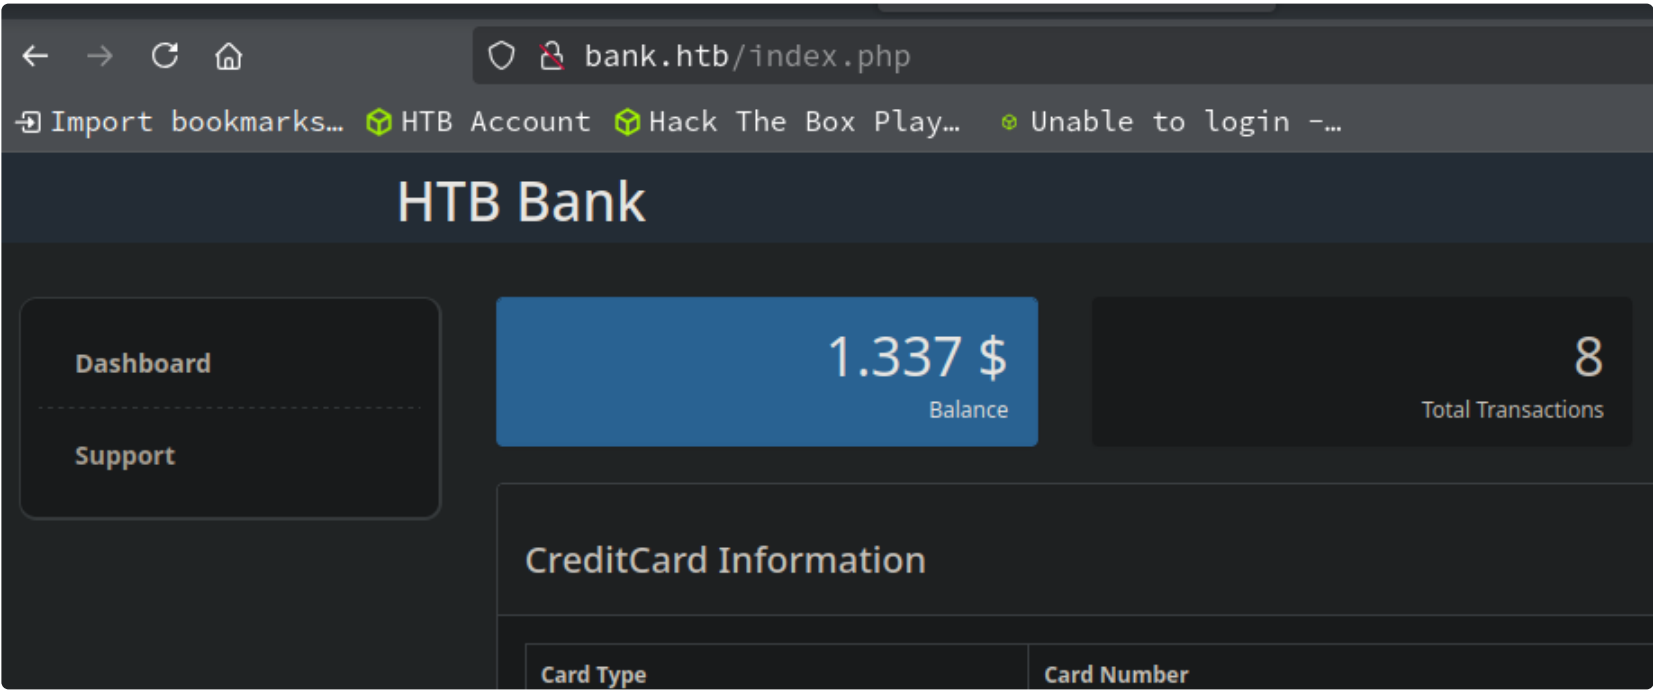 bank.htb/index.php
Import bookmarks… HTB Account Hack The Box Play… Unable to login -…
HTB Bank
Dashboard
Support
1.337 $
Balance
8
Total Transactions
CreditCard Information
Card Type Card Number